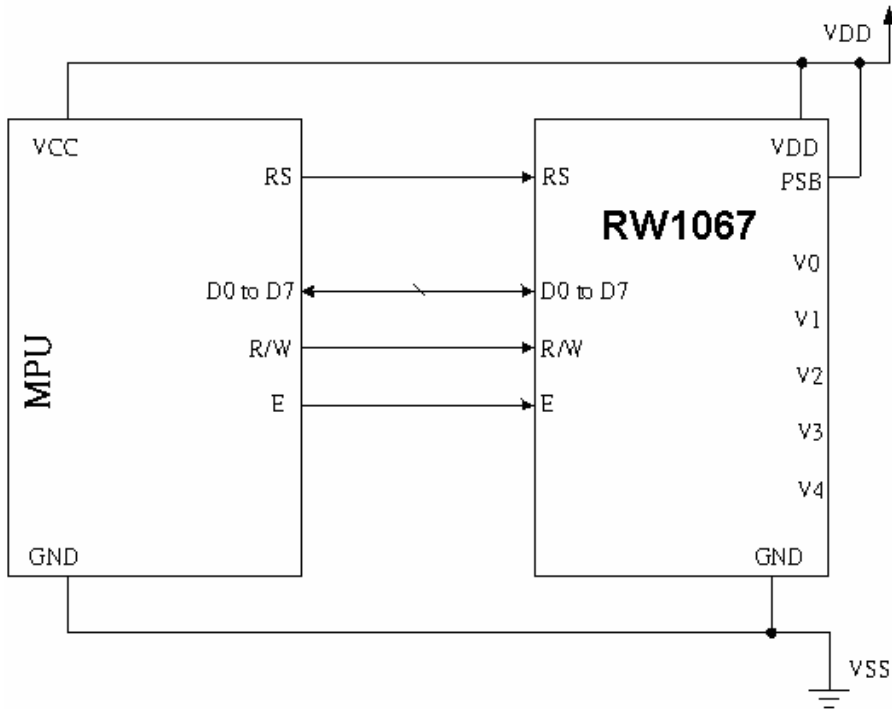 VDD
VCC
VDD
RS
RS
PSB
RW1067
V0
D0 to D7
D0 to D7
V1
MPU
R/W
R/W
V2
E
E
V3
V4
GND
GND
VSS